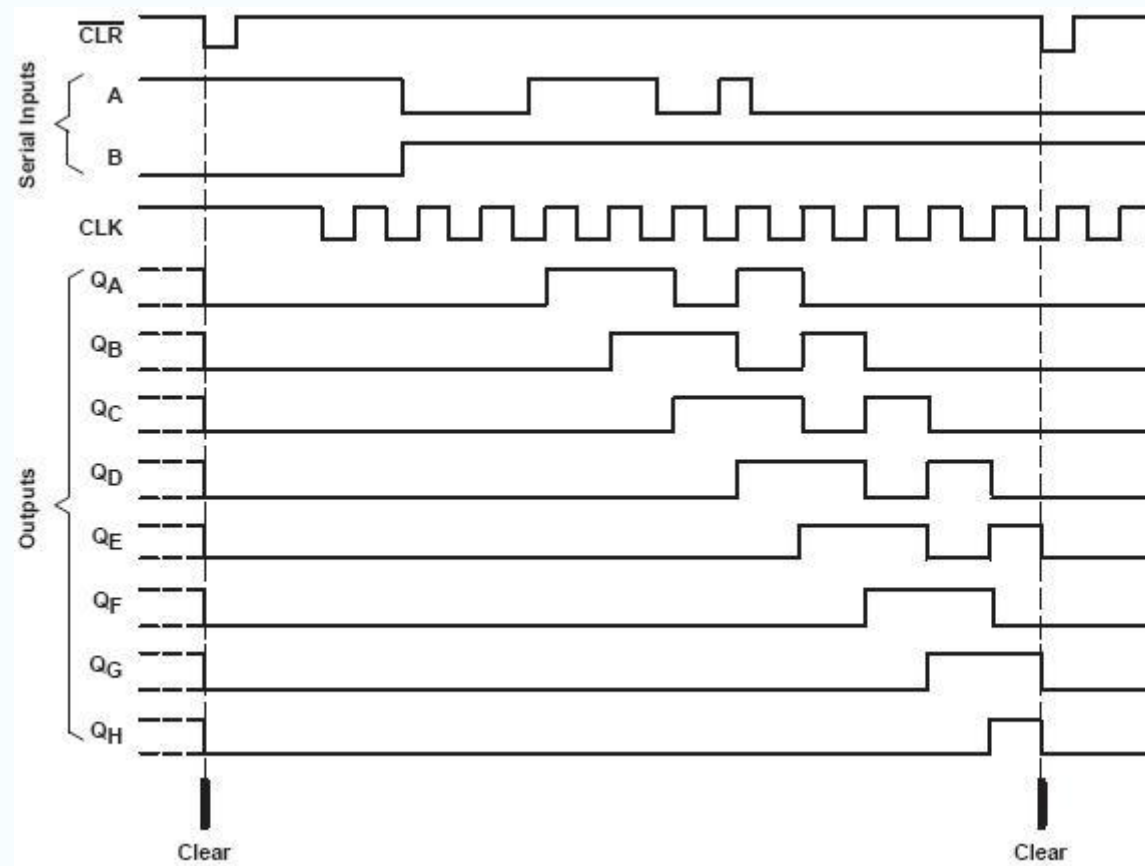 CLR
Serial Inputs
A
B
CLK
Outputs
QA
QB
QC
QD
QE
QF
QG
QH
Clear
Clear